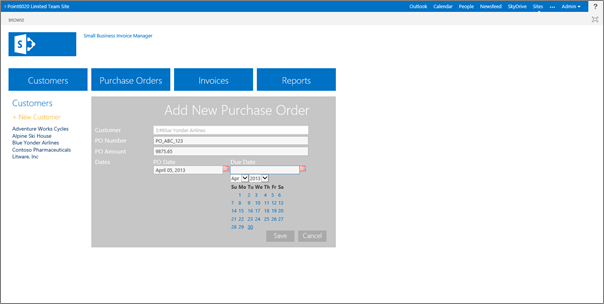 Point8020 Limited Team Site Outlook Calendar People Newsfeed SkyDrive Sites ••• Admin ?
BROWSE
S
Small Business Invoice Manager
Customers Purchase Orders Invoices Reports
Customers
+ New Customer
Adventure Works Cycles
Alpine Ski House
Blue Yonder Airlines
Contoso Pharmaceuticals
Litware, Inc
Add New Purchase Order
Customer 3;#Blue Yonder Airlines
PO Number PO_ABC_123
PO Amount 9875.65
Dates PO Date Due Date
April 03, 2013
Apr 2013
Su Mo Tu We Th Fr Sa
1 2 3 4 5 6
7 8 9 10 11 12 13
14 15 16 17 18 19 20
21 22 23 24 25 26 27
28 29 30
Save Cancel